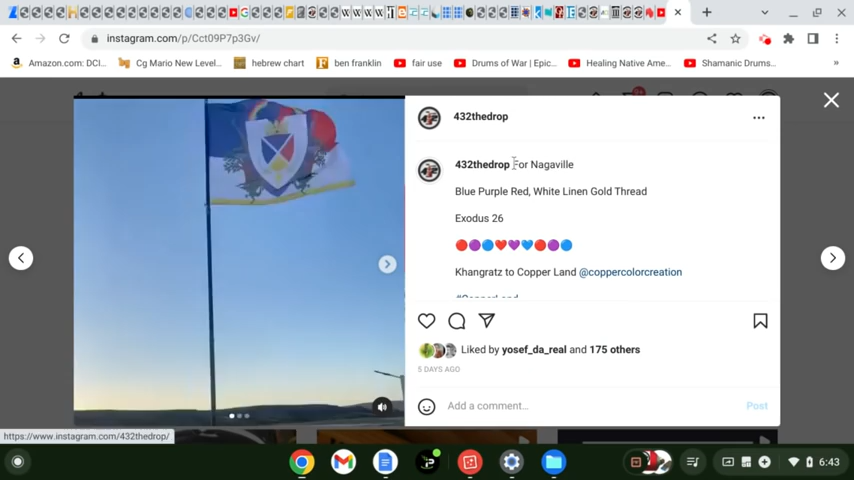 instagram.com/p/Cct09P7p3Gv/
Amazon.com: DCI... Cg Mario New Level... hebrew chart ben franklin fair use Drums of War | Epic... Healing Native Ame... Shamanic Drums... »
432thedrop
432thedrop For Nagaville
Blue Purple Red, White Linen Gold Thread
Exodus 26
🔴🟣🔵❤️💜💙🔴🟣🔵
Khangratz to Copper Land @coppercolorcreation
#CopperLand
Liked by yosef_da_real and 175 others
5 DAYS AGO
Add a comment... Post
https://www.instagram.com/432thedrop/
6:43